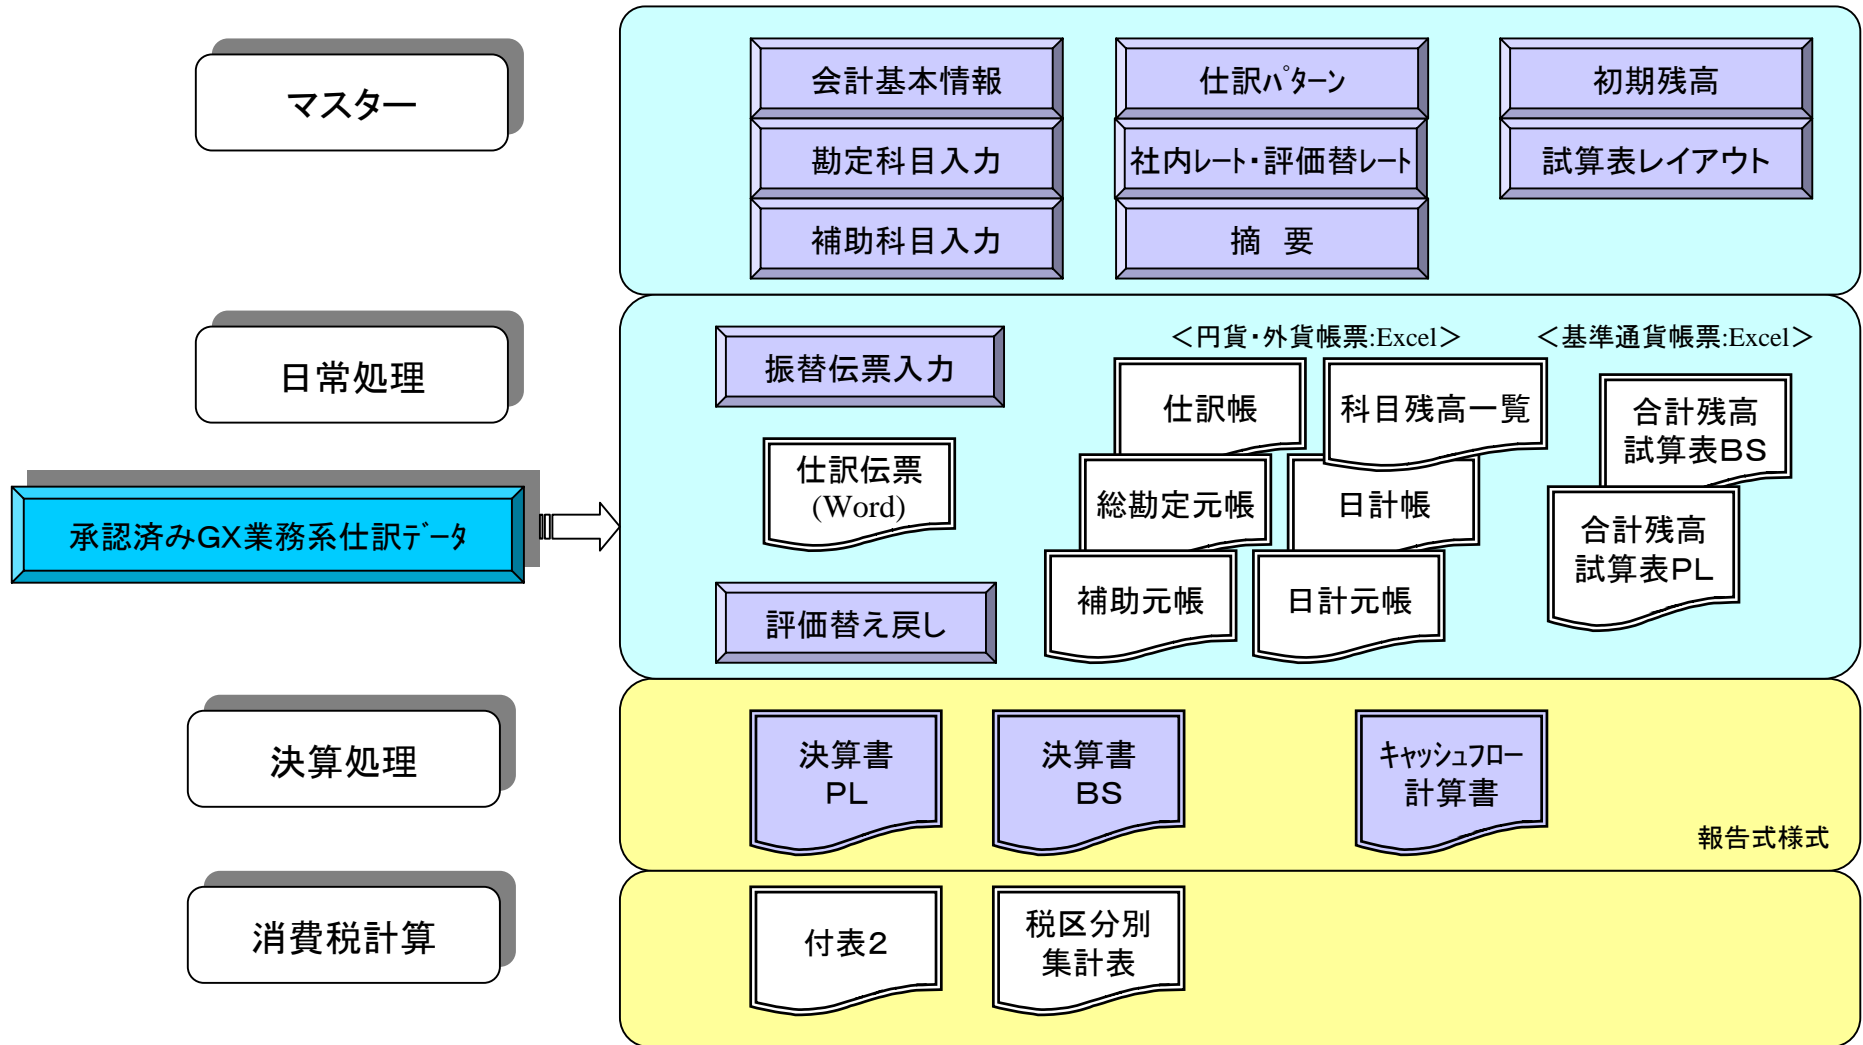 マスター
会計基本情報
仕訳ﾊﾟﾀｰﾝ
初期残高
勘定科目入力
社内ﾚｰﾄ・評価替ﾚｰﾄ
試算表レイアウト
補助科目入力
摘　要
日常処理
振替伝票入力
＜円貨・外貨帳票:Excel＞
＜基準通貨帳票:Excel＞
仕訳帳
科目残高一覧
合計残高
試算表ＢＳ
仕訳伝票
(Word)
総勘定元帳
日計帳
合計残高
試算表ＰＬ
承認済みGX業務系仕訳ﾃﾞｰﾀ
補助元帳
日計元帳
評価替え戻し
決算処理
決算書
ＰＬ
決算書
ＢＳ
ｷｬｯｼｭﾌﾛｰ
計算書
報告式様式
消費税計算
付表２
税区分別
集計表